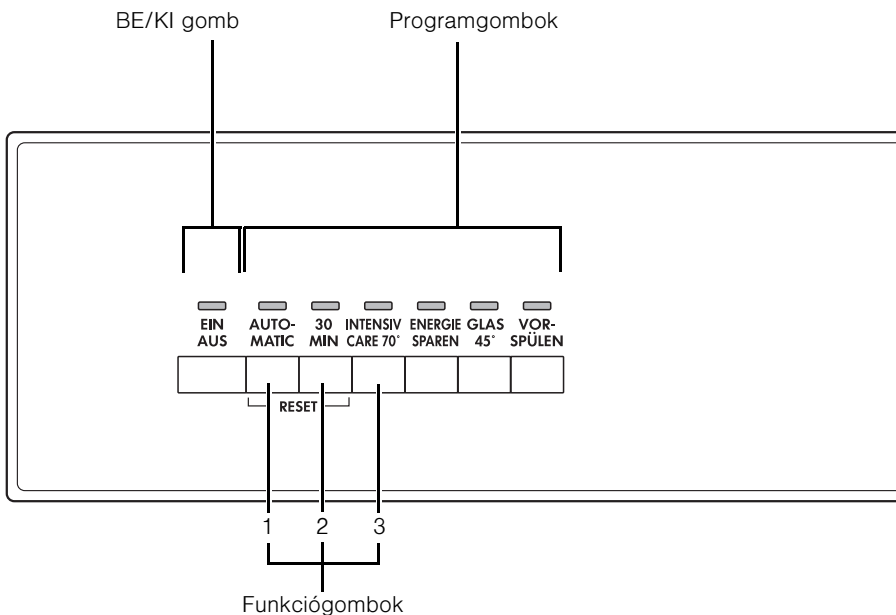 BE/KI gomb
Programgombok
EIN AUTO- 30 INTENSIV ENERGIE GLAS VOR-
AUS MATIC MIN CARE 70° SPAREN 45° SPÜLEN
RESET
1 2 3
Funkciógombok